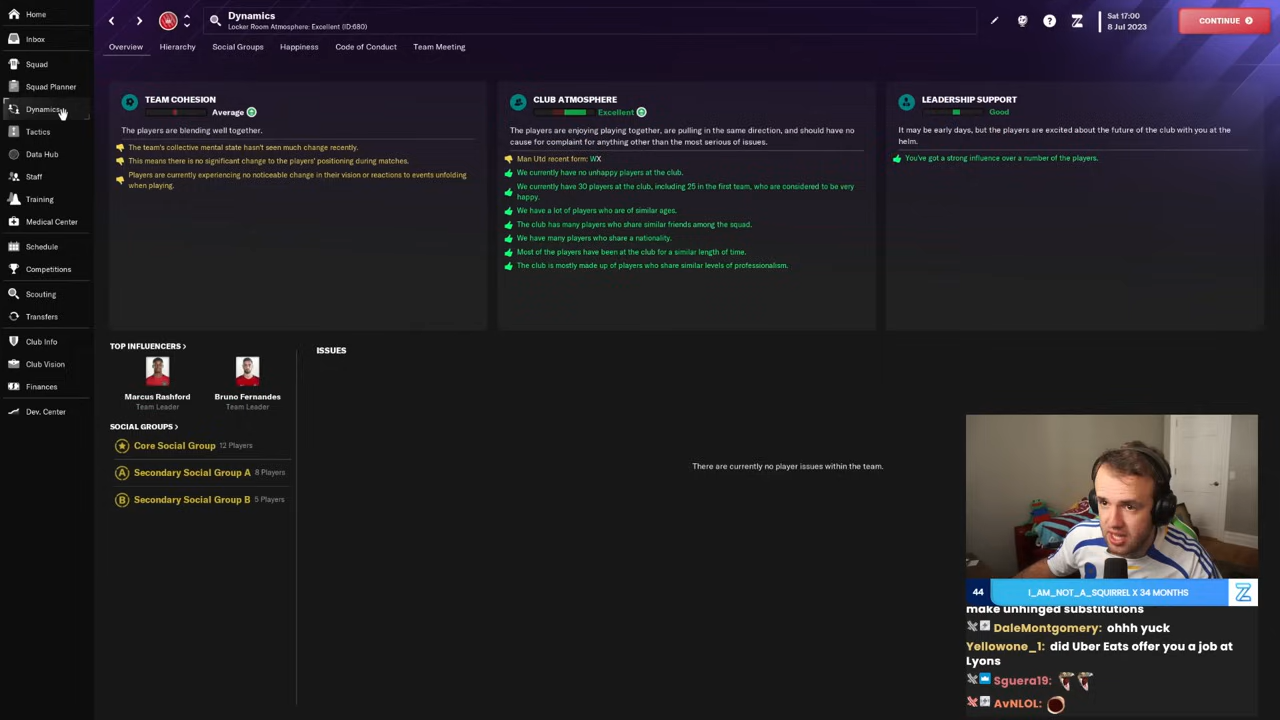 Home
Inbox
Squad
Squad Planner
Dynamics
Tactics
Data Hub
Staff
Training
Medical Center
Schedule
Competitions
Scouting
Transfers
Club Info
Club Vision
Finances
Dev. Center
Dynamics
Locker Room Atmosphere: Excellent (ID:680)
Sat 17:00
8 Jul 2023
CONTINUE
Overview
Hierarchy
Social Groups
Happiness
Code of Conduct
Team Meeting
TEAM COHESION
Average
The players are blending well together.
The team's collective mental state hasn't seen much change recently.
This means there is no significant change to the players' positioning during matches.
Players are currently experiencing no noticeable change in their vision or reactions to events unfolding
when playing.
CLUB ATMOSPHERE
Excellent
The players are enjoying playing together, are pulling in the same direction, and should have no
cause for complaint for anything other than the most serious of issues.
Man Utd recent form: WX
We currently have no unhappy players at the club.
We currently have 30 players at the club, including 25 in the first team, who are considered to be very
happy.
We have a lot of players who are of similar ages.
The club has many players who share similar friends among the squad.
We have many players who share a nationality.
Most of the players have been at the club for a similar length of time.
The club is mostly made up of players who share similar levels of professionalism.
LEADERSHIP SUPPORT
Good
It may be early days, but the players are excited about the future of the club with you at the
helm.
You've got a strong influence over a number of the players.
TOP INFLUENCERS >
Marcus Rashford
Team Leader
Bruno Fernandes
Team Leader
SOCIAL GROUPS >
Core Social Group 12 Players
A Secondary Social Group A 8 Players
B Secondary Social Group B 5 Players
ISSUES
There are currently no player issues within the team.
44 I_AM_NOT_A_SQUIRREL X 34 MONTHS
make unhinged substitutions
DaleMontgomery: ohhh yuck
Yellowone_1: did Uber Eats offer you a job at
Lyons
Sguera19:
AvNLOL: